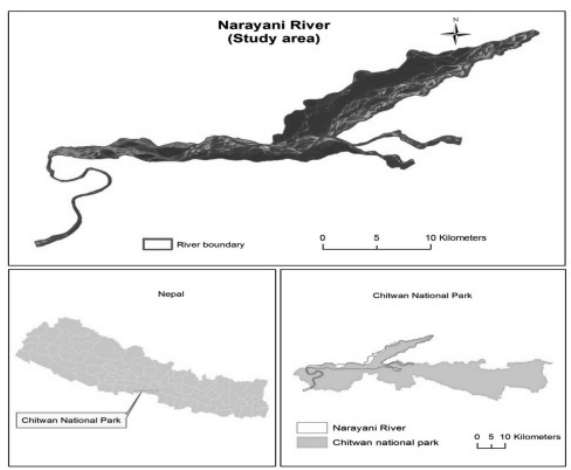 Narayani River
(Study area)
N
River boundary
0 5 10 Kilometers
Nepal
Chitwan National Park
Chitwan National Park
Narayani River
Chitwan national park
0 5 10 Kilometers